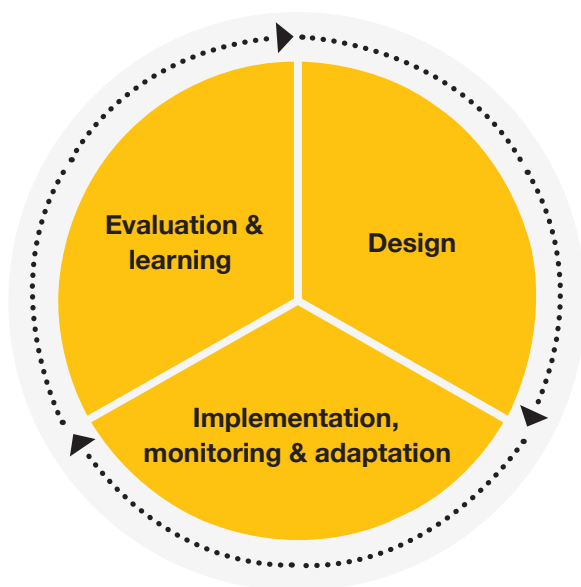 Evaluation &
learning
Design
Implementation,
monitoring & adaptation